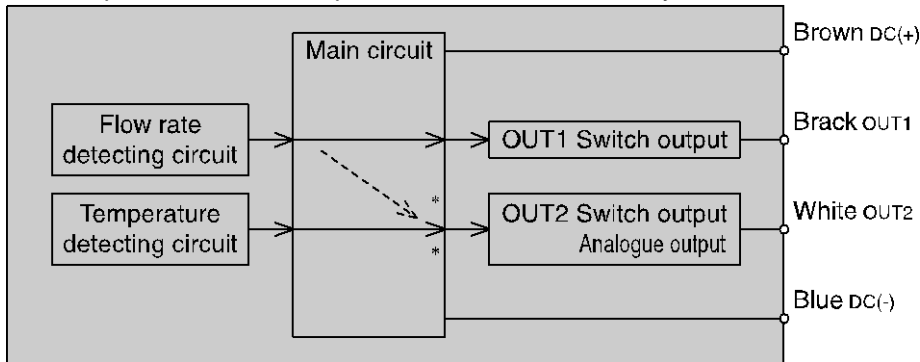 Main circuit
Brown DC(+)
Flow rate
detecting circuit
OUT1 Switch output
Brack OUT1
*
Temperature
detecting circuit
OUT2 Switch output
Analogue output
White OUT2
*
Blue DC(-)